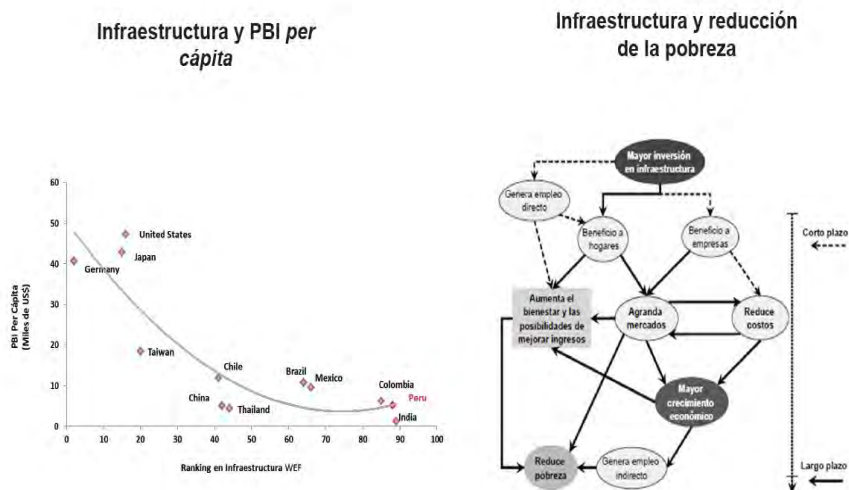 Infraestructura y PBI per
cápita
60
50
40
30
20
10
0
PBI Per Cápita
(Miles de US$)
United States
Japan
Germany
Taiwan
Chile
China
Thailand
Brazil
Mexico
Colombia
Peru
India
0 10 20 30 40 50 60 70 80 90 100
Ranking en Infraestructura WEF
Infraestructura y reducción
de la pobreza
Mayor inversión
en infraestructura
Genera empleo
directo
Beneficio a
hogares
Beneficio a
empresas
Corto plazo
Aumenta el
bienestar y las
posibilidades de
mejorar ingresos
Agranda
mercados
Reduce
costos
Mayor
crecimiento
económico
Reduce
pobreza
Genera empleo
indirecto
Largo plazo